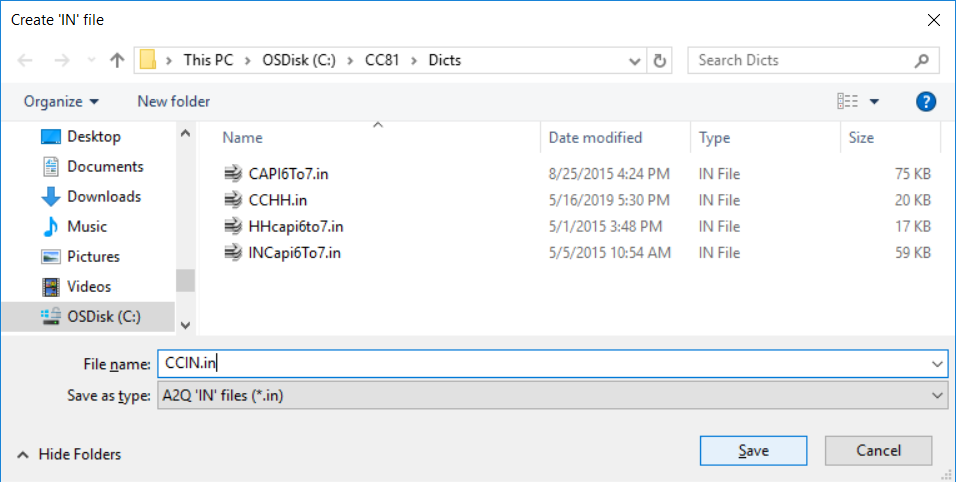 Create 'IN' file
This PC > OSDisk (C:) > CC81 > Dicts
Search Dicts
Organize
New folder
?
Desktop
Documents
Downloads
Music
Pictures
Videos
OSDisk (C:)
Name Date modified Type Size
CAPI6To7.in 8/25/2015 4:24 PM IN File 75 KB
CCHH.in 5/16/2019 5:30 PM IN File 20 KB
HHcapi6to7.in 5/1/2015 3:48 PM IN File 17 KB
INCapi6To7.in 5/5/2015 10:54 AM IN File 59 KB
File name: CCIN.in
Save as type: A2Q 'IN' files (*.in)
Hide Folders
Save
Cancel